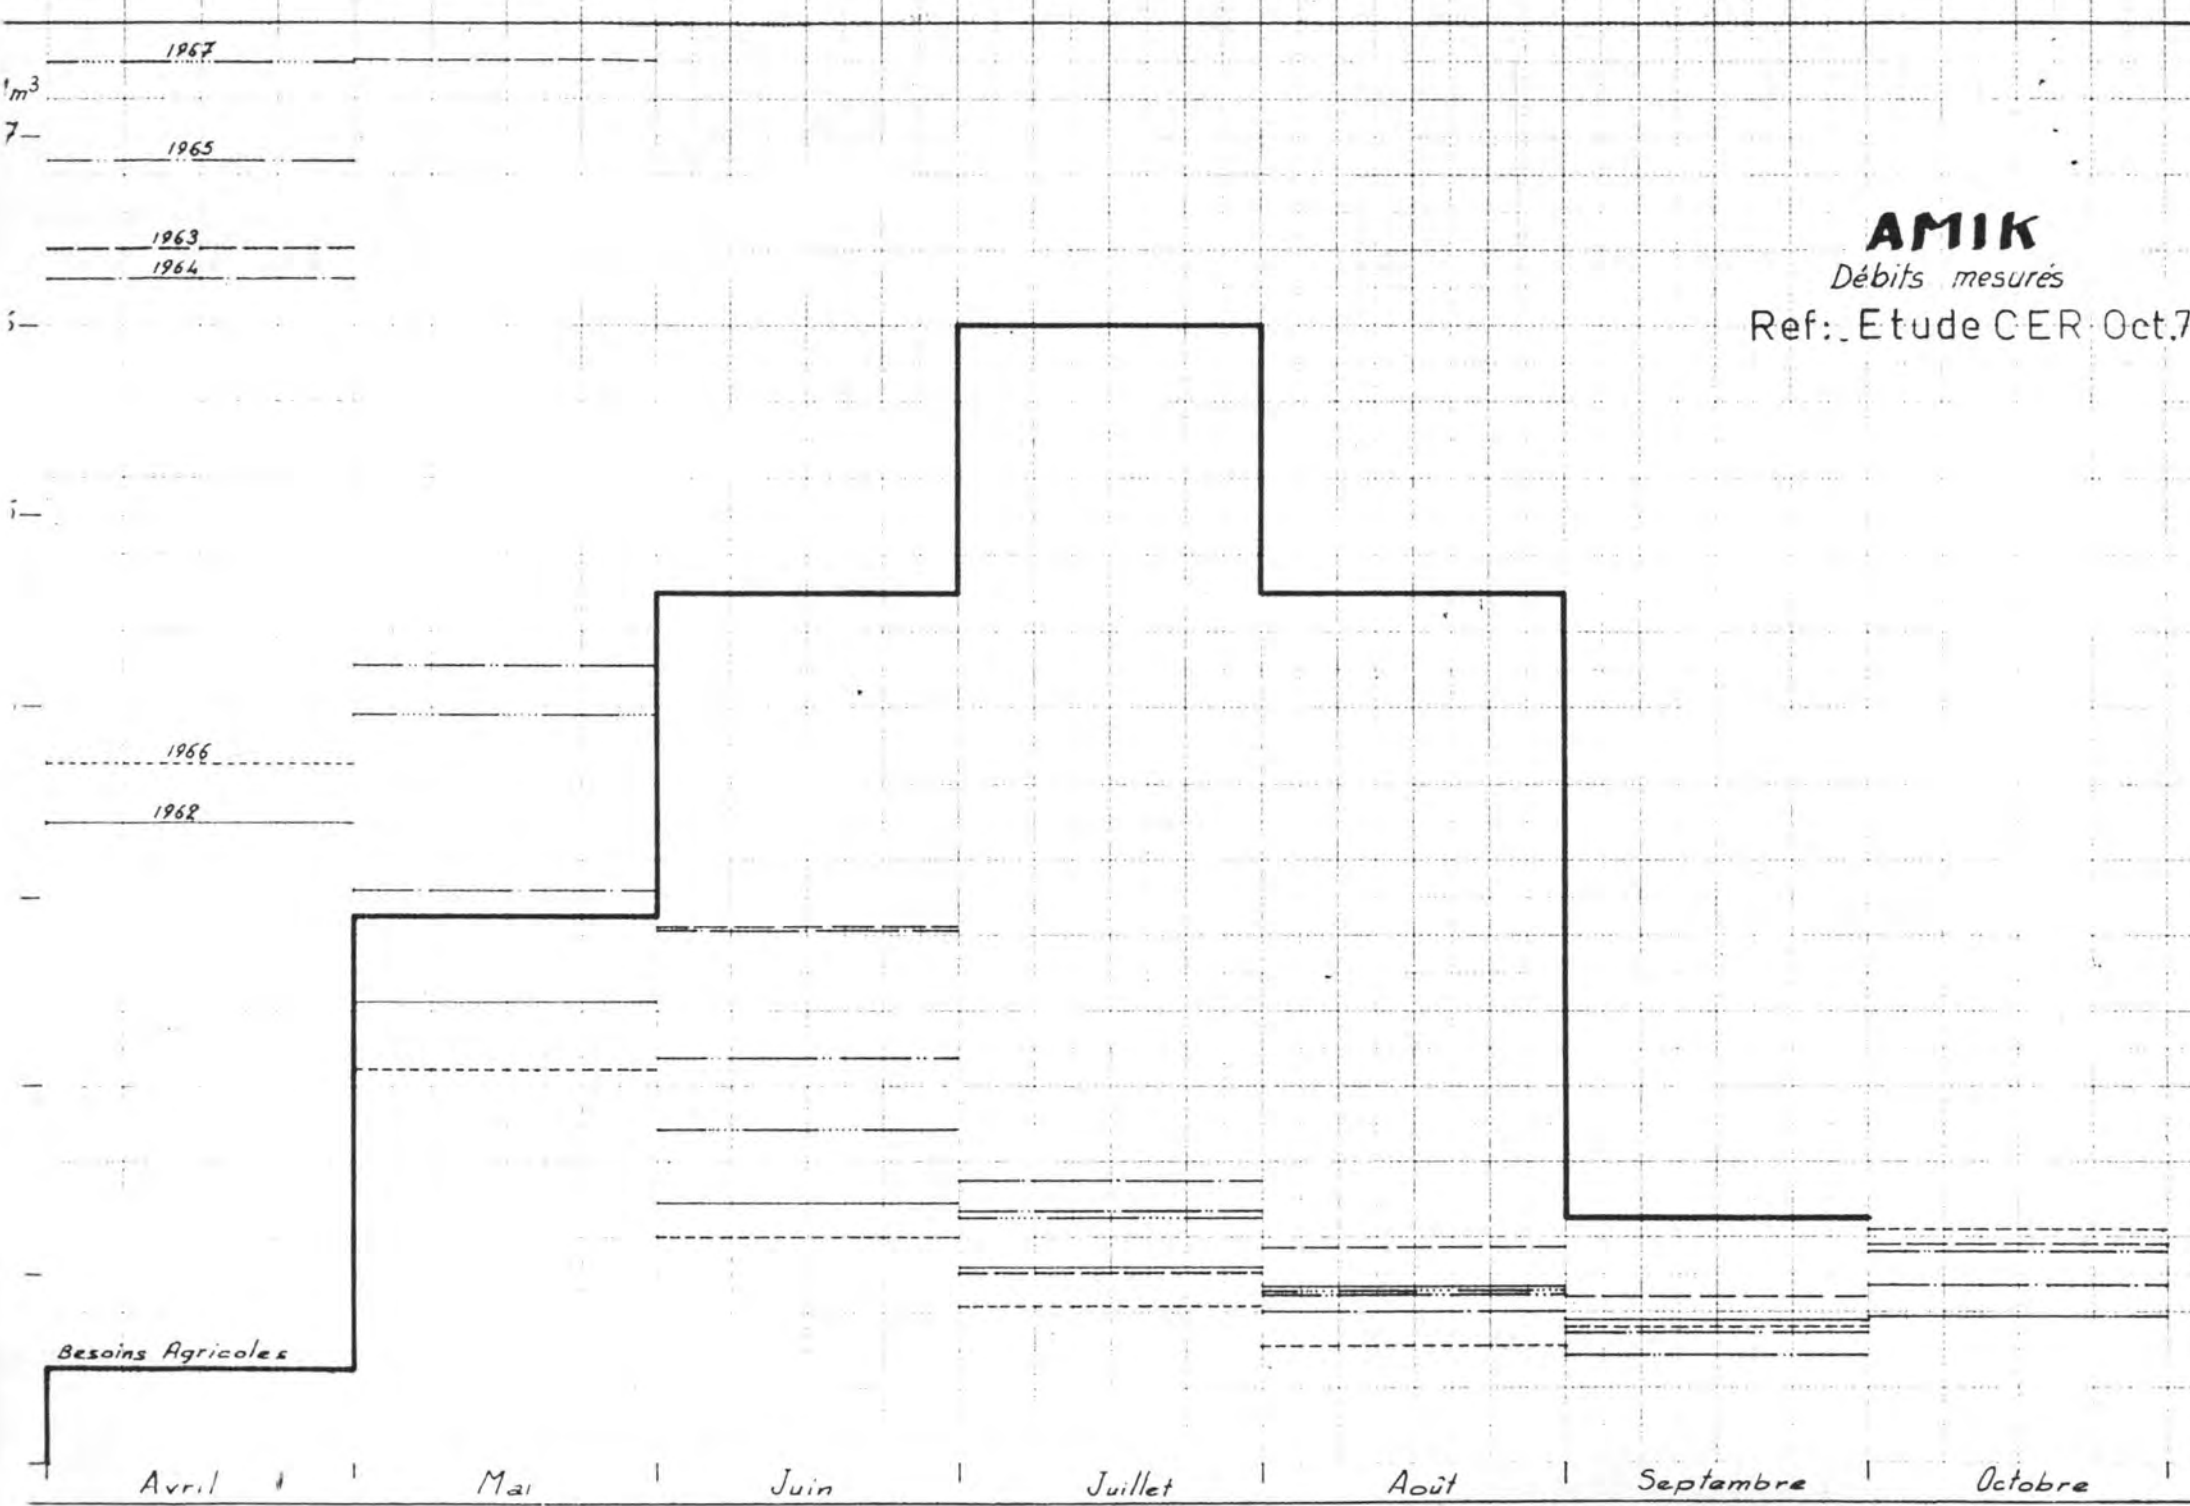 1967
m³
7
1965
1963
1964
AMIK
Débits mesurés
Ref: Etude CER Oct.7
1966
1962
Besoins Agricoles
Avril
Mai
Juin
Juillet
Août
Septembre
Octobre